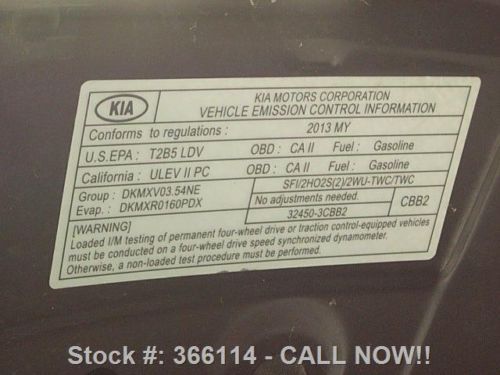 KIA
KIA MOTORS CORPORATION
VEHICLE EMISSION CONTROL INFORMATION
Conforms to regulations : 2013 MY
U.S.EPA : T2B5 LDV OBD : CA II Fuel : Gasoline
California : ULEV II PC OBD : CA II Fuel : Gasoline
Group : DKMXV03.54NE SFI/2HO2S(2)/2WU-TWC/TWC
Evap. : DKMXR0160PDX No adjustments needed. CBB2
32450-3CBB2
[WARNING]
Loaded I/M testing of permanent four-wheel drive or traction control-equipped vehicles
must be conducted on a four-wheel drive speed synchronized dynamometer.
Otherwise, a non-loaded test procedure must be performed.
Stock #: 366114 - CALL NOW!!